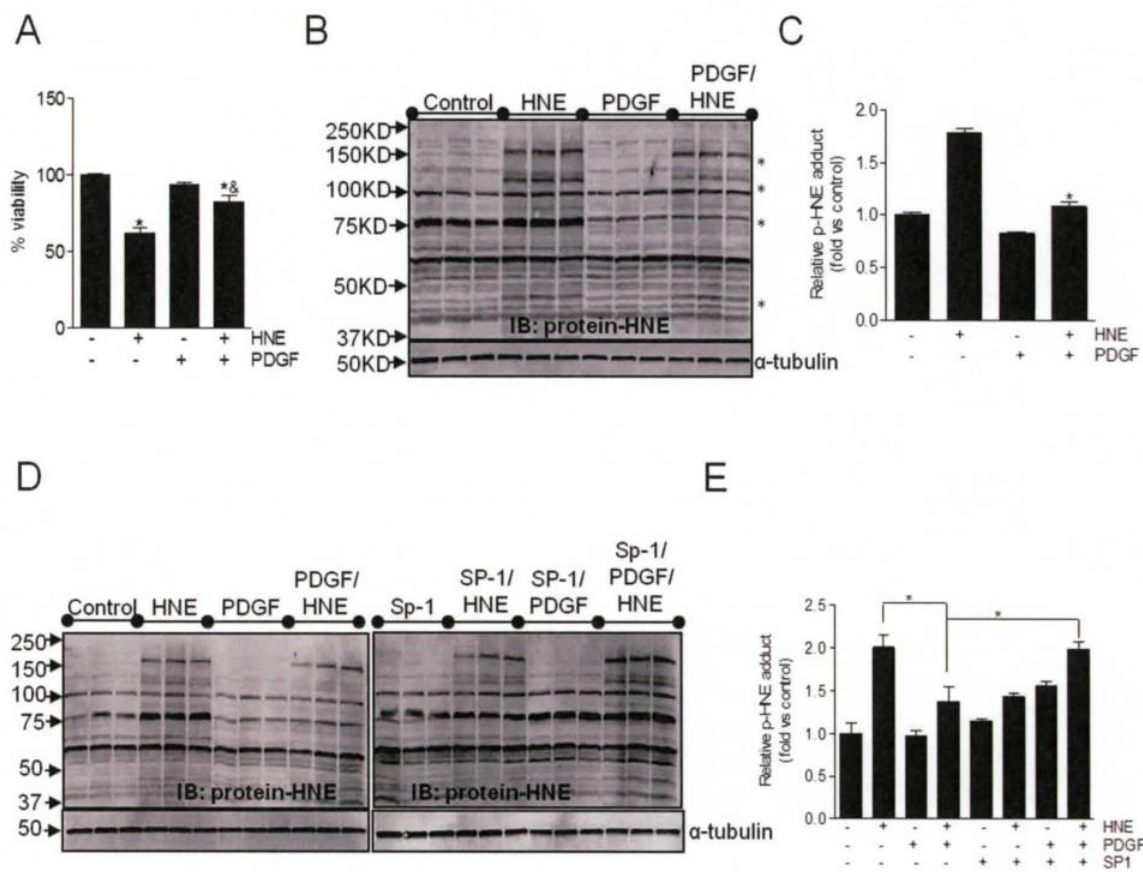 A
% viability
150
100
50
0
*
*&
- + - + HNE
- - + + PDGF
B
Control HNE PDGF PDGF/
HNE
250KD
150KD
100KD
75KD
50KD
37KD
50KD
*
*
*
*
IB: protein-HNE
α-tubulin
C
Relative p-HNE adduct
(fold vs control)
2.0
1.5
1.0
0.5
0.0
*
- + - + HNE
- - + + PDGF
D
Control HNE PDGF PDGF/
HNE
Sp-1 SP-1/
HNE SP-1/
PDGF Sp-1/
PDGF/
HNE
250
150
100
75
50
37
50
IB: protein-HNE
IB: protein-HNE
α-tubulin
E
Relative p-HNE adduct
(fold vs control)
2.5
2.0
1.5
1.0
0.5
0.0
*
*
- + - + - + - + HNE
- - + + - - + + PDGF
- - - - + + + + SP1